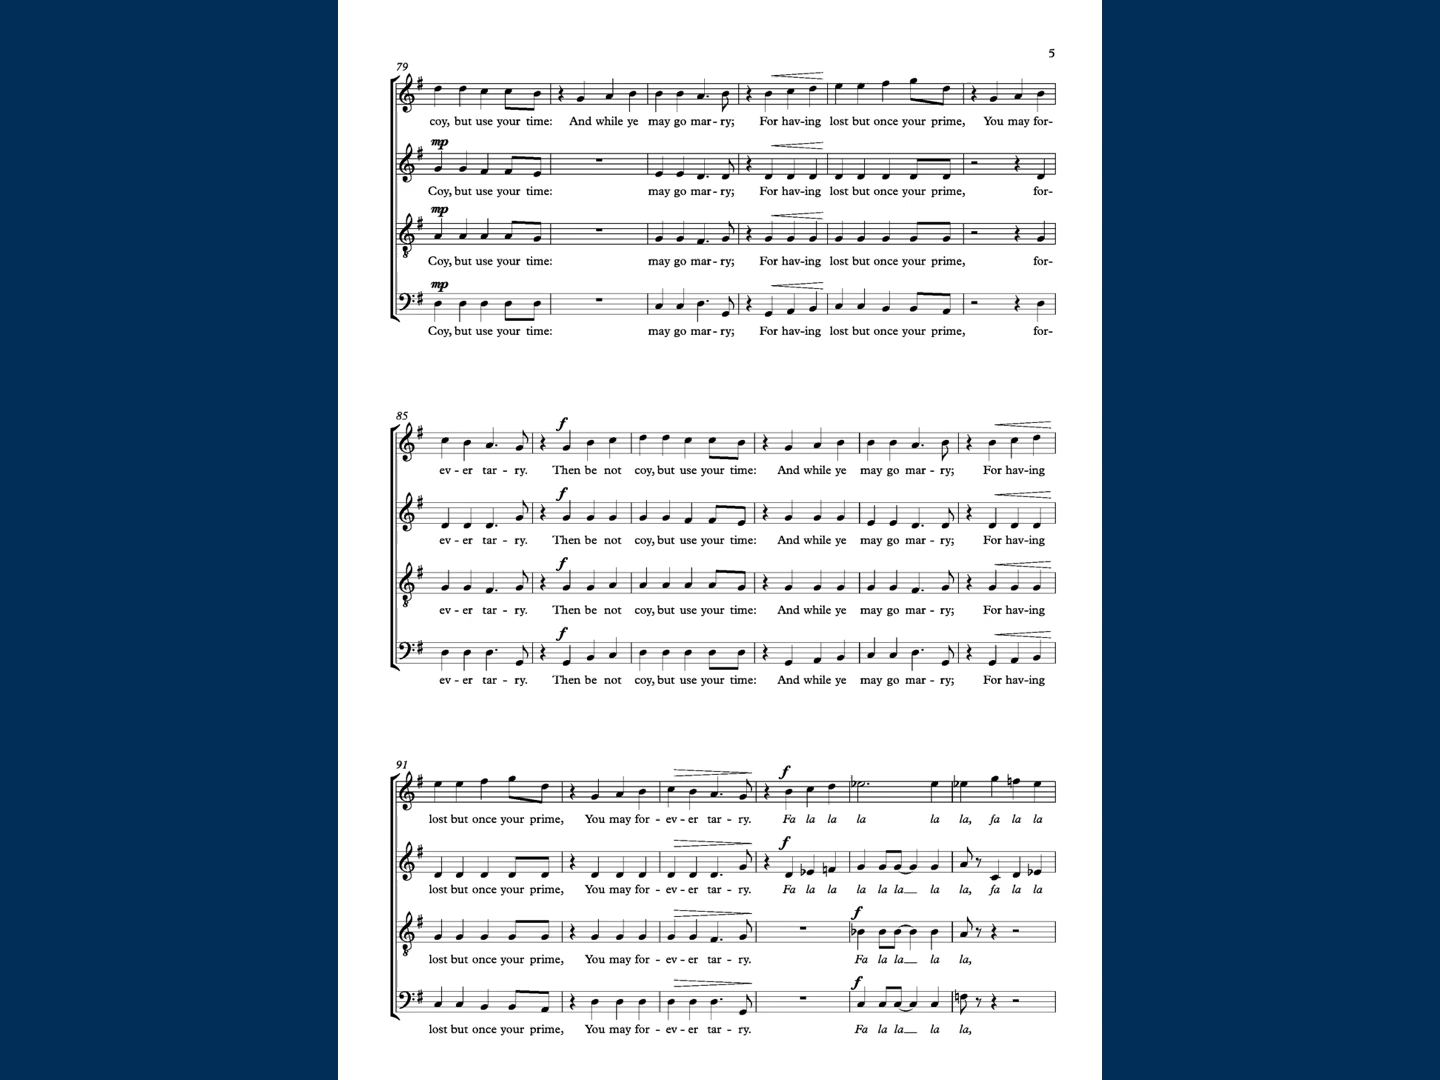 5
79
coy, but use your time: And while ye may go mar - ry; For hav-ing lost but once your prime, You may for-
mp
Coy, but use your time: may go mar - ry; For hav-ing lost but once your prime, for-
mp
Coy, but use your time: may go mar - ry; For hav-ing lost but once your prime, for-
mp
Coy, but use your time: may go mar - ry; For hav-ing lost but once your prime, for-
85
f
ev - er tar - ry. Then be not coy, but use your time: And while ye may go mar - ry; For hav-ing
f
ev - er tar - ry. Then be not coy, but use your time: And while ye may go mar - ry; For hav-ing
f
ev - er tar - ry. Then be not coy, but use your time: And while ye may go mar - ry; For hav-ing
f
ev - er tar - ry. Then be not coy, but use your time: And while ye may go mar - ry; For hav-ing
91
f
lost but once your prime, You may for - ev - er tar - ry. Fa la la la la la, fa la la
f
lost but once your prime, You may for - ev - er tar - ry. Fa la la la la la la la, fa la la
f
lost but once your prime, You may for - ev - er tar - ry. Fa la la la la,
f
lost but once your prime, You may for - ev - er tar - ry. Fa la la la la,